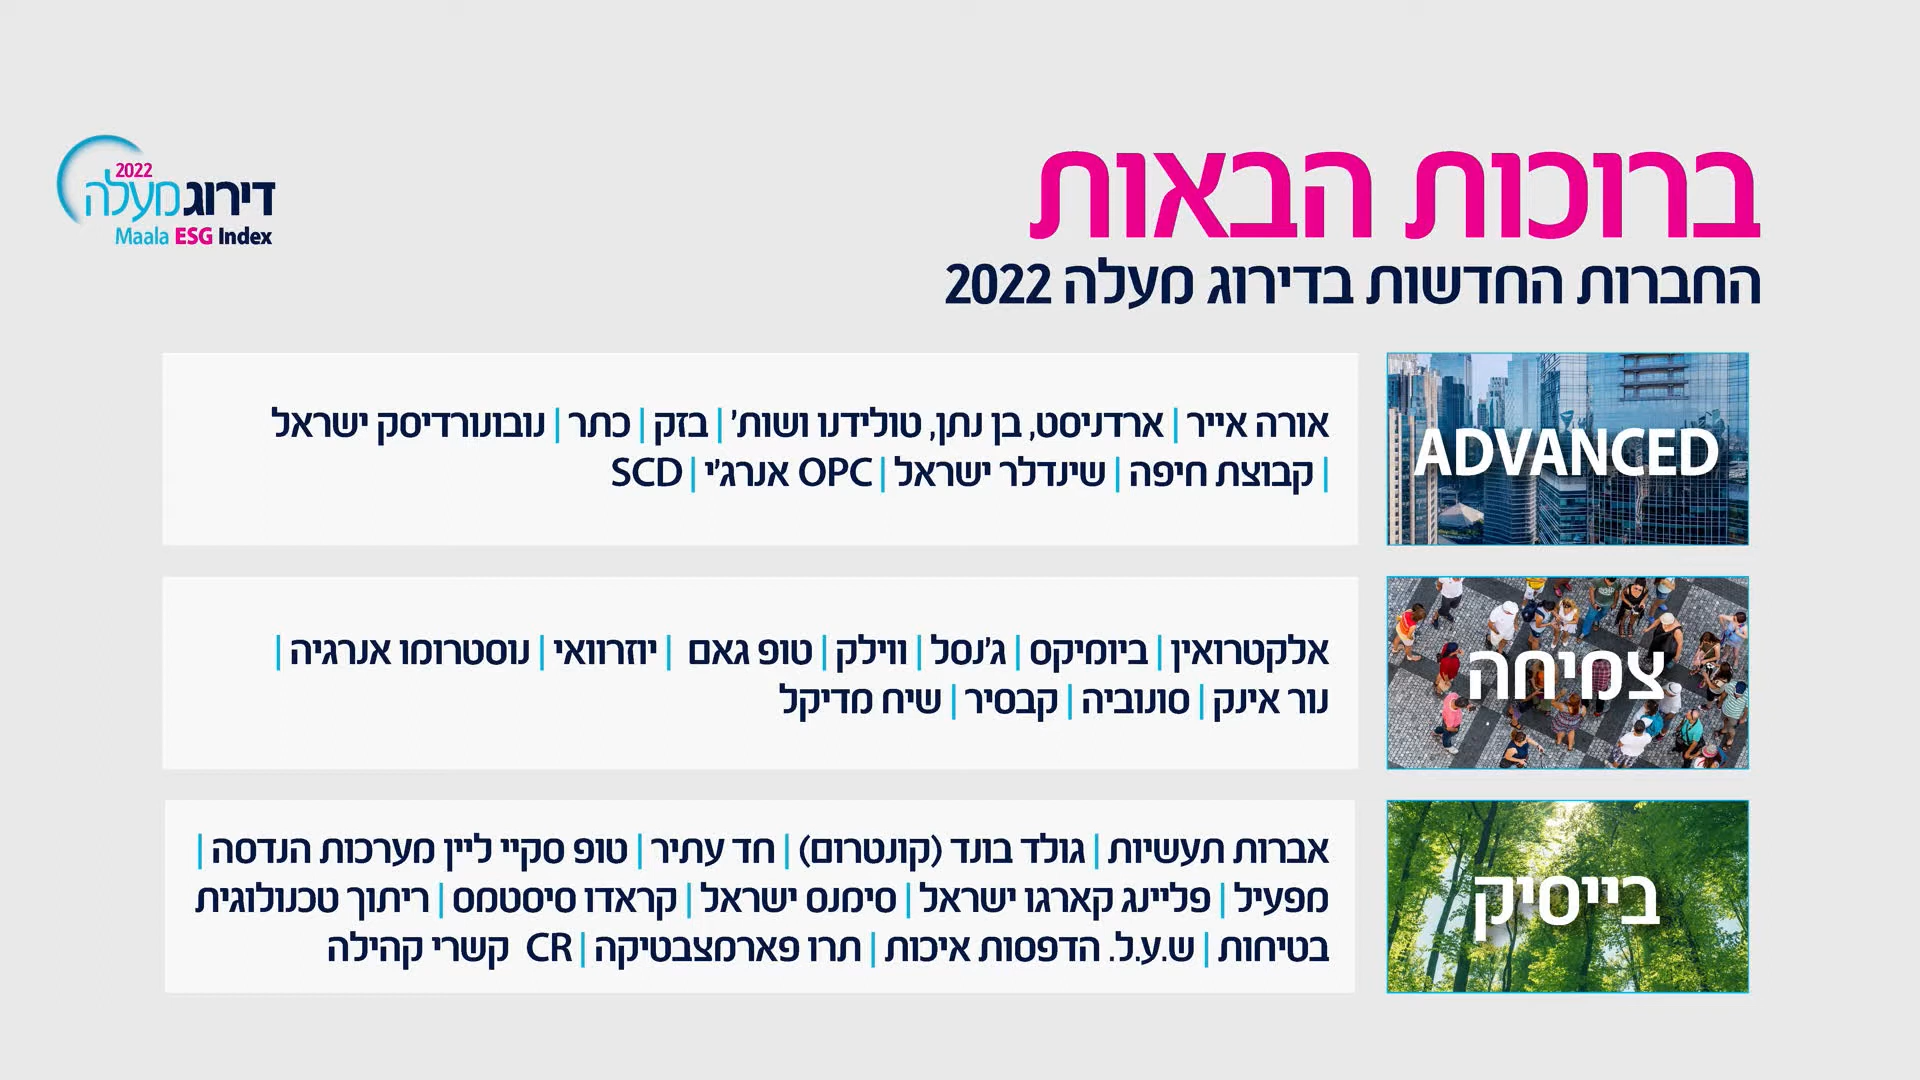 ברוכות הבאות
החברות החדשות בדירוג מעלה 2022
2022
דירוג מעלה
Maala ESG Index
ADVANCED
אורה אייר | ארדניסט, בן נתן, טולידנו ושות' | בזק | כתר | נובונורדיסק ישראל
| קבוצת חיפה | שינדלר ישראל | OPC אנרג'י | SCD
צמיחה
אלקטרואין | ביומיקס | ג'נסל | ווילק | טופ גאם | יוזרוואי | נוסטרומו אנרגיה |
נור אינק | סונוביה | קבסיר | שיח מדיקל
בייסיק
אברות תעשיות | גולד בונד (קונטרום) | חד עתיר | טופ סקיי ליין מערכות הנדסה |
מפעיל | פליינג קארגו ישראל | סימנס ישראל | קראדו סיסטמס | ריתוך טכנולוגית
בטיחות | ש.ע.ל. הדפסות איכות | תרו פארמצבטיקה | CR קשרי קהילה